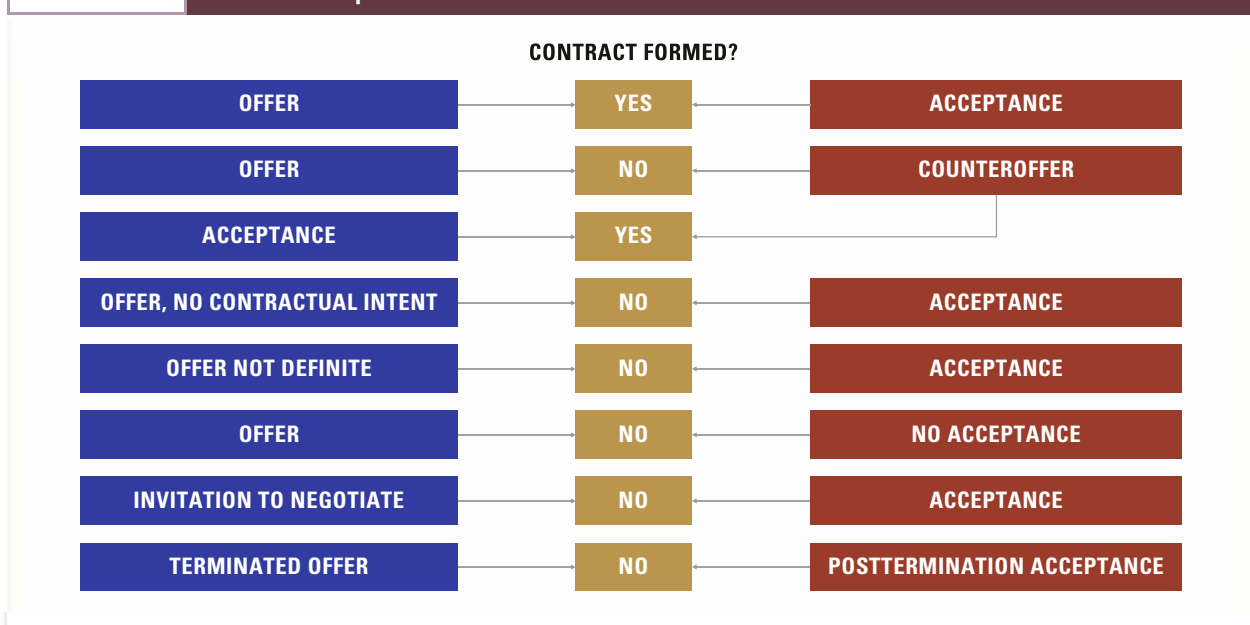 CONTRACT FORMED?
OFFER YES ACCEPTANCE
OFFER NO COUNTEROFFER
ACCEPTANCE YES
OFFER, NO CONTRACTUAL INTENT NO ACCEPTANCE
OFFER NOT DEFINITE NO ACCEPTANCE
OFFER NO NO ACCEPTANCE
INVITATION TO NEGOTIATE NO ACCEPTANCE
TERMINATED OFFER NO POSTTERMINATION ACCEPTANCE